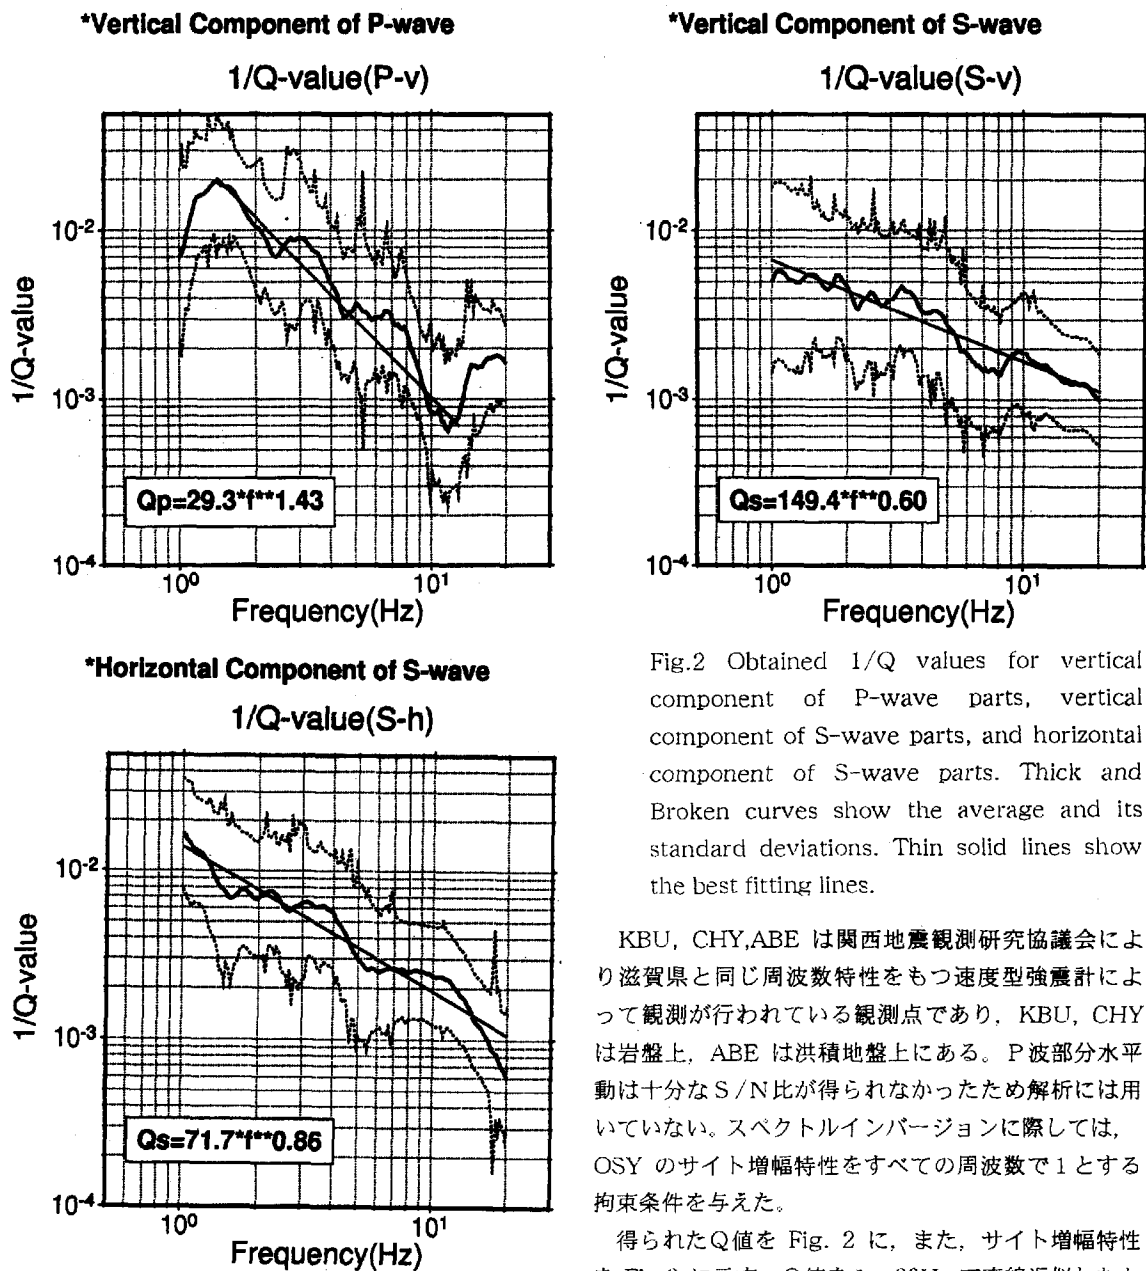 *Vertical Component of P-wave
1/Q-value(P-v)
10-2
10-3
10-4
1/Q-value
Qp=29.3*f**1.43
10⁰
10¹
Frequency(Hz)
*Vertical Component of S-wave
1/Q-value(S-v)
10-2
10-3
10-4
1/Q-value
Qs=149.4*f**0.60
10⁰
10¹
Frequency(Hz)
*Horizontal Component of S-wave
1/Q-value(S-h)
10-2
10-3
10-4
1/Q-value
Qs=71.7*f**0.86
10⁰
10¹
Frequency(Hz)
Fig.2 Obtained 1/Q values for vertical
component of P-wave parts, vertical
component of S-wave parts, and horizontal
component of S-wave parts. Thick and
Broken curves show the average and its
standard deviations. Thin solid lines show
the best fitting lines.
KBU, CHY,ABE は関西地震観測研究協議会によ
り滋賀県と同じ周波数特性をもつ速度型強震計によ
って観測が行われている観測点であり, KBU, CHY
は岩盤上, ABE は洪積地盤上にある。P波部分水平
動は十分なS/N比が得られなかったため解析には用
いていない。スペクトルインバージョンに際しては,
OSY のサイト増幅特性をすべての周波数で1とする
拘束条件を与えた。
得られたQ値を Fig. 2 に, また, サイト増幅特性